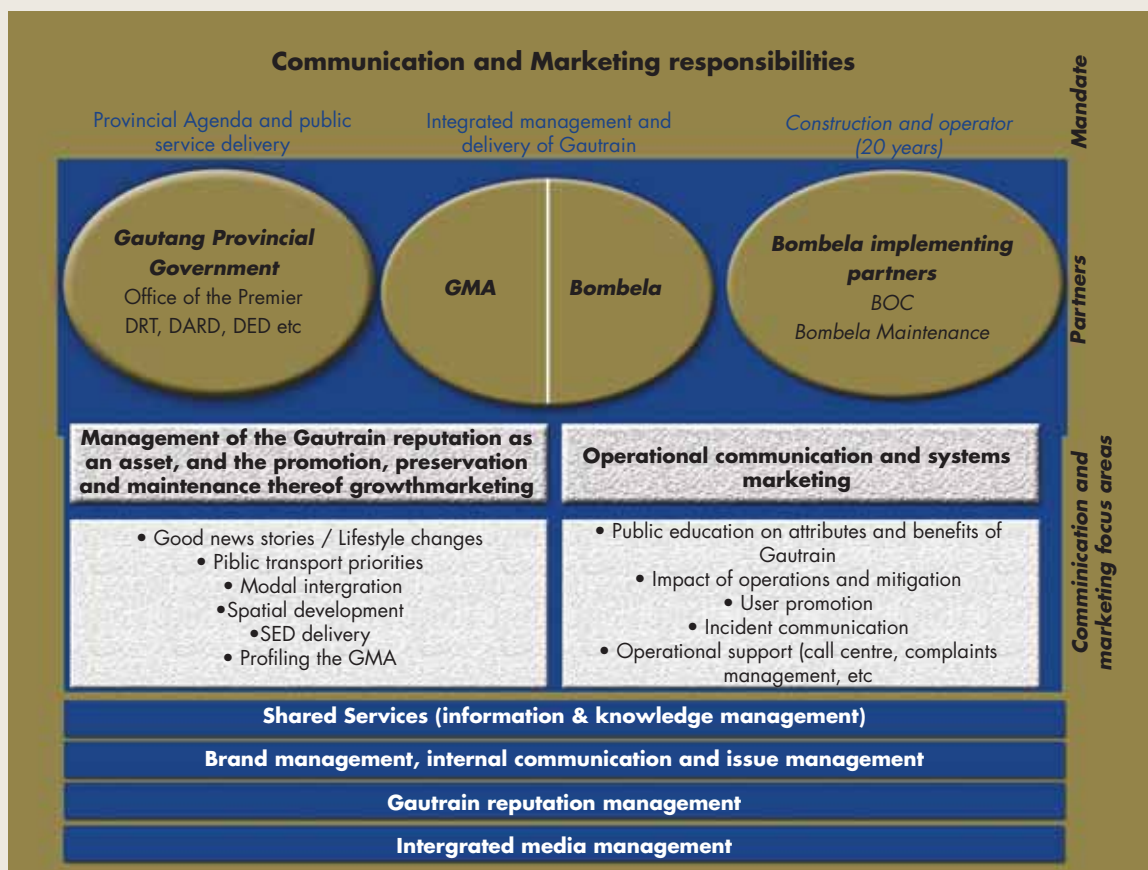 Communication and Marketing responsibilities
Mandate
Provincial Agenda and public
service delivery
Integrated management and
delivery of Gautrain
Construction and operator
(20 years)
Partners
Gautang Provincial
Government
Office of the Premier
DRT, DARD, DED etc
GMA
Bombela
Bombela implementing
partners
BOC
Bombela Maintenance
Comminication and
marketing focus areas
Management of the Gautrain reputation as
an asset, and the promotion, preservation
and maintenance thereof growthmarketing
• Good news stories / Lifestyle changes
• Piblic transport priorities
• Modal intergration
•Spatial development
•SED delivery
• Profiling the GMA
Operational communication and systems
marketing
• Public education on attributes and benefits of
Gautrain
• Impact of operations and mitigation
• User promotion
• Incident communication
• Operational support (call centre, complaints
management, etc
Shared Services (information & knowledge management)
Brand management, internal communication and issue management
Gautrain reputation management
Intergrated media management